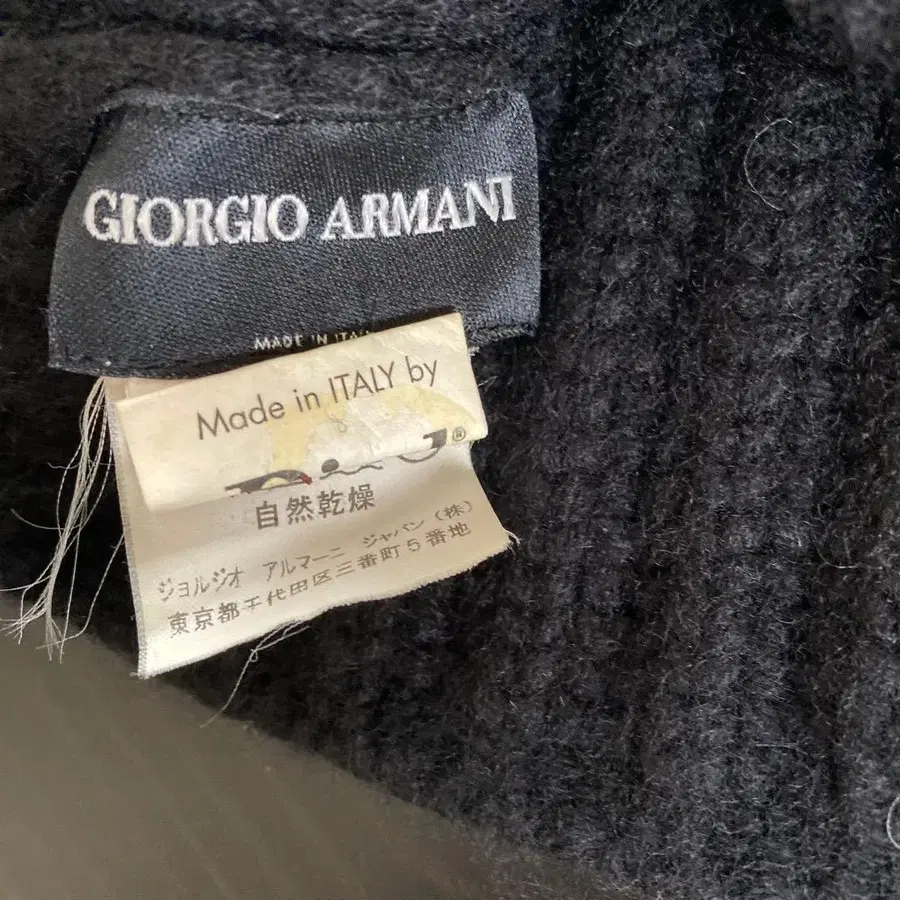 GIORGIO ARMANI
MADE IN ITALY
Made in ITALY by
®
自然乾燥
ジョルジオ アルマーニ ジャパン (株)
東京都千代田区三番町5番地